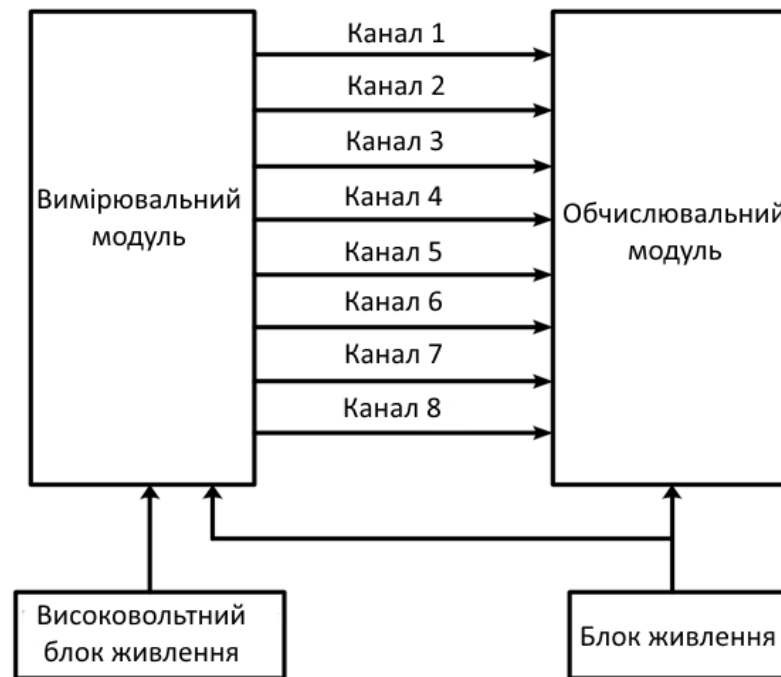 Канал 1
Канал 2
Канал 3
Канал 4
Канал 5
Канал 6
Канал 7
Канал 8
Вимірювальний
модуль
Обчислювальний
модуль
Високовольтний
блок живлення
Блок живлення